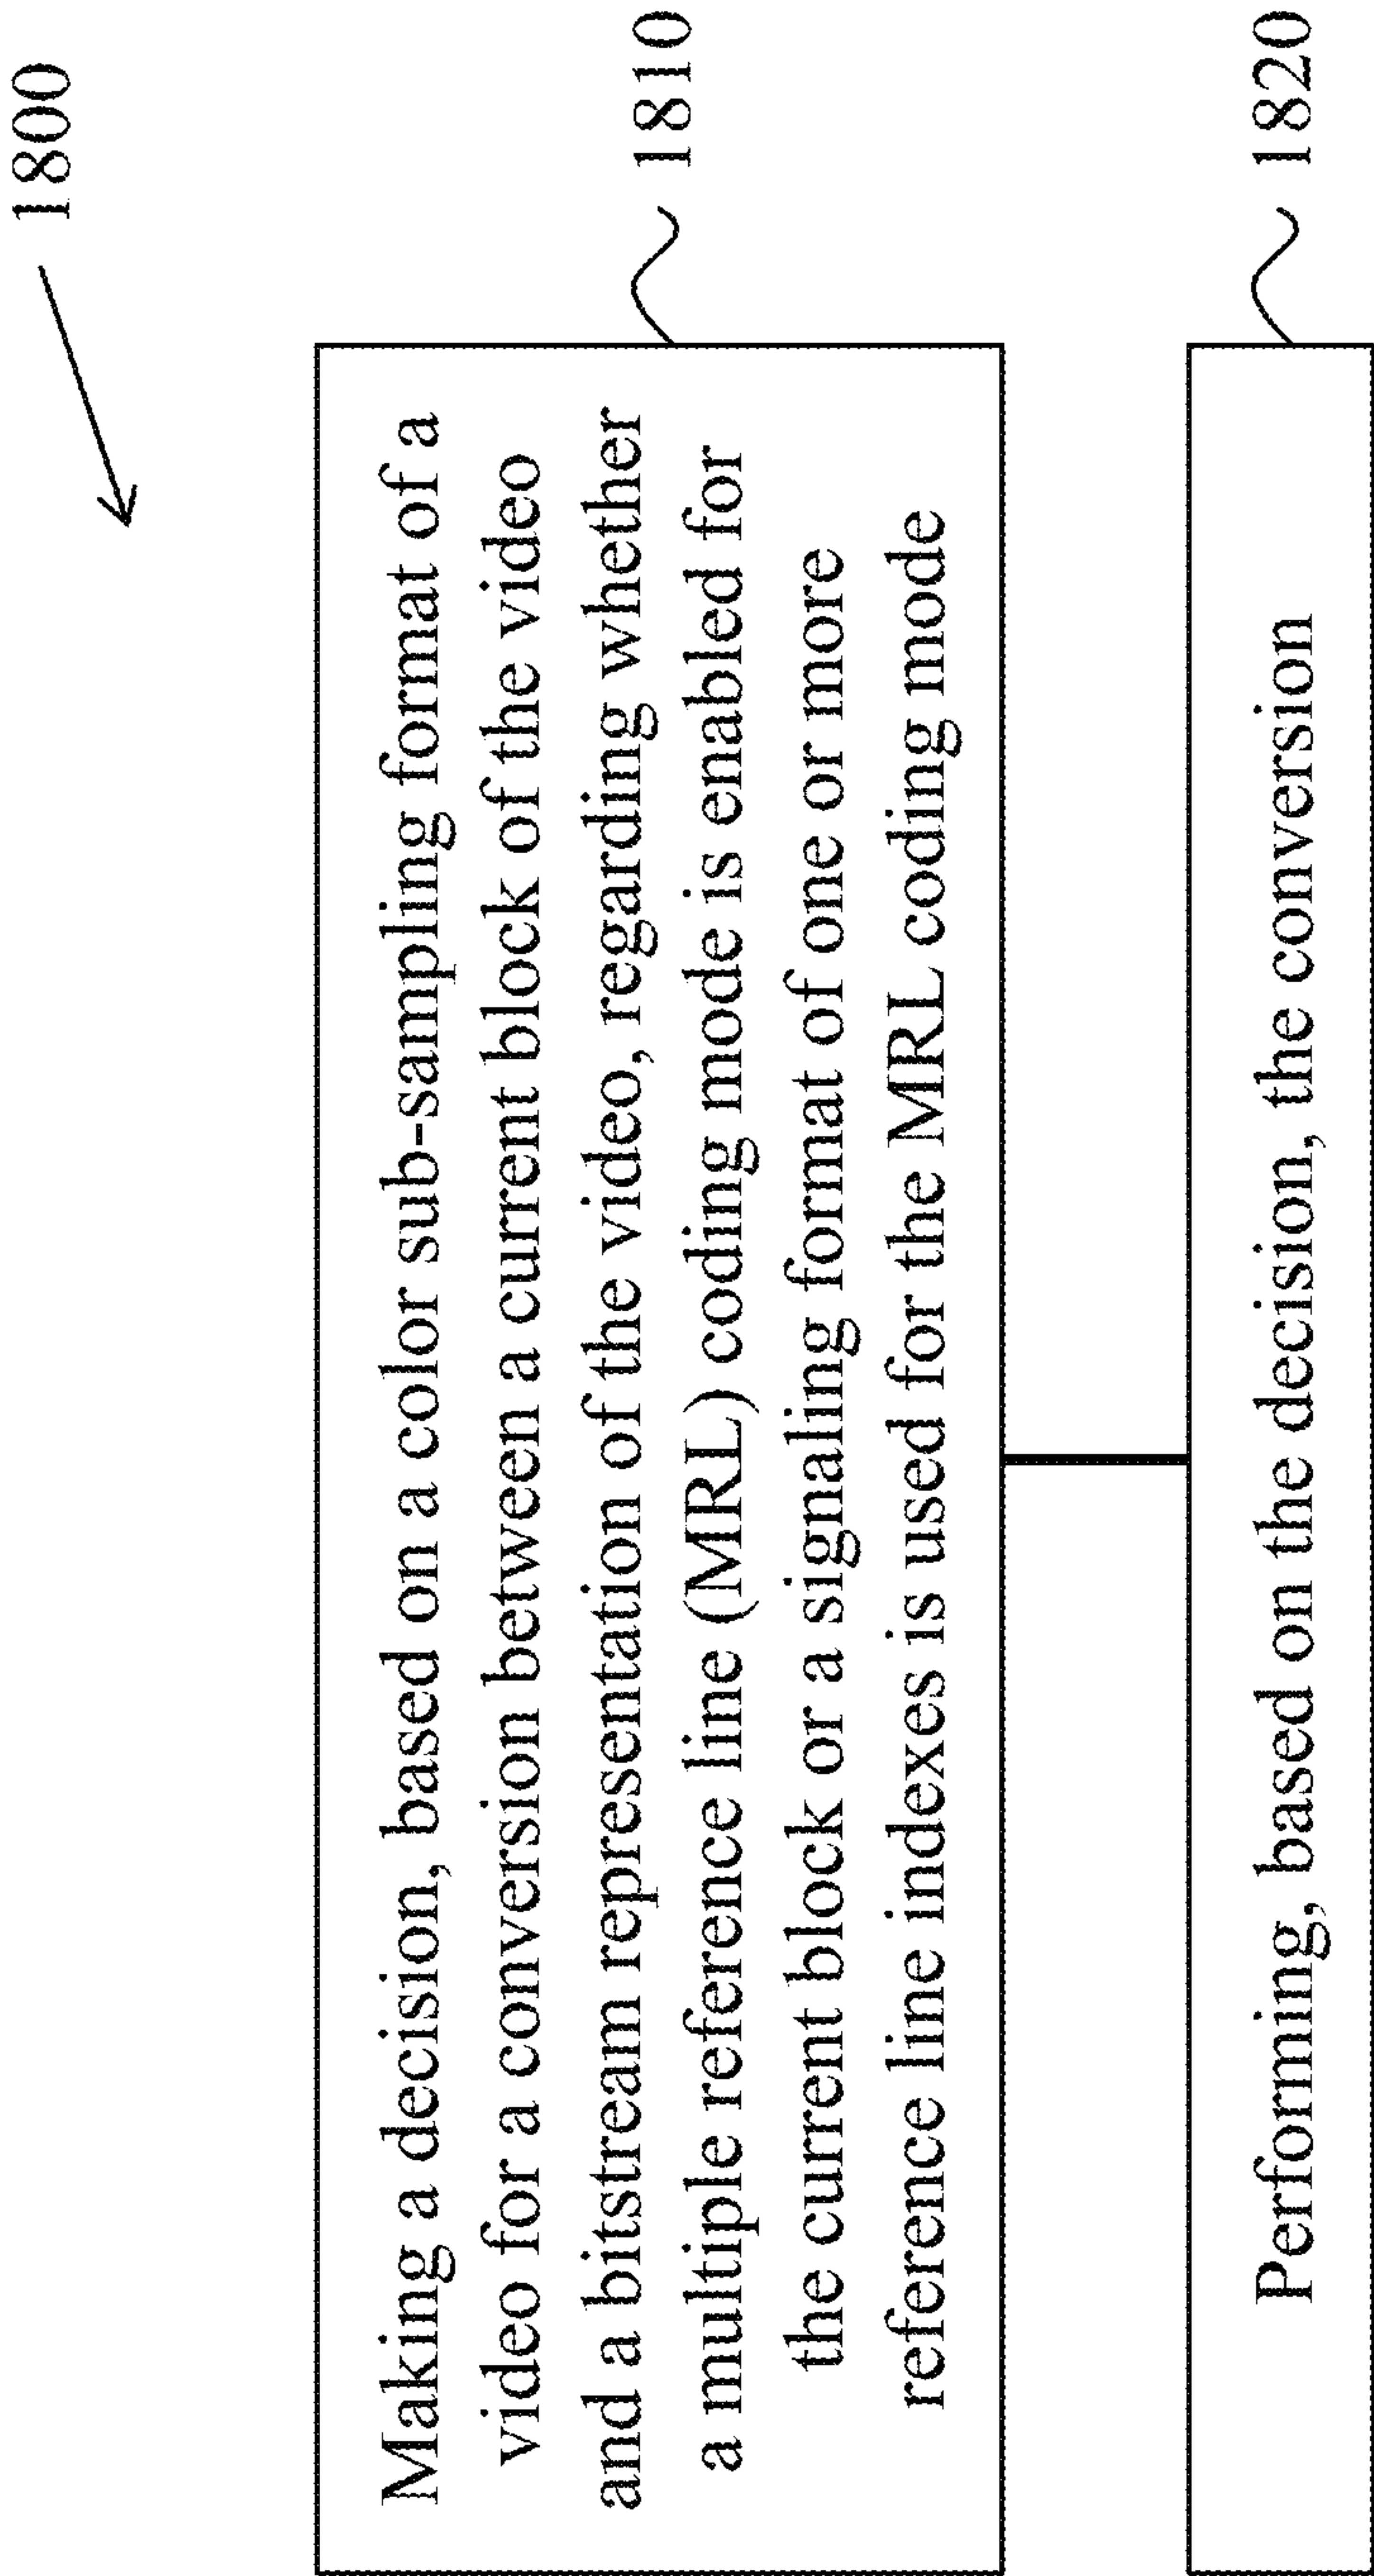 1800
Making a decision, based on a color sub-sampling format of a
video for a conversion between a current block of the video
and a bitstream representation of the video, regarding whether
a multiple reference line (MRL) coding mode is enabled for
the current block or a signaling format of one or more
reference line indexes is used for the MRL coding mode
1810
Performing, based on the decision, the conversion
1820